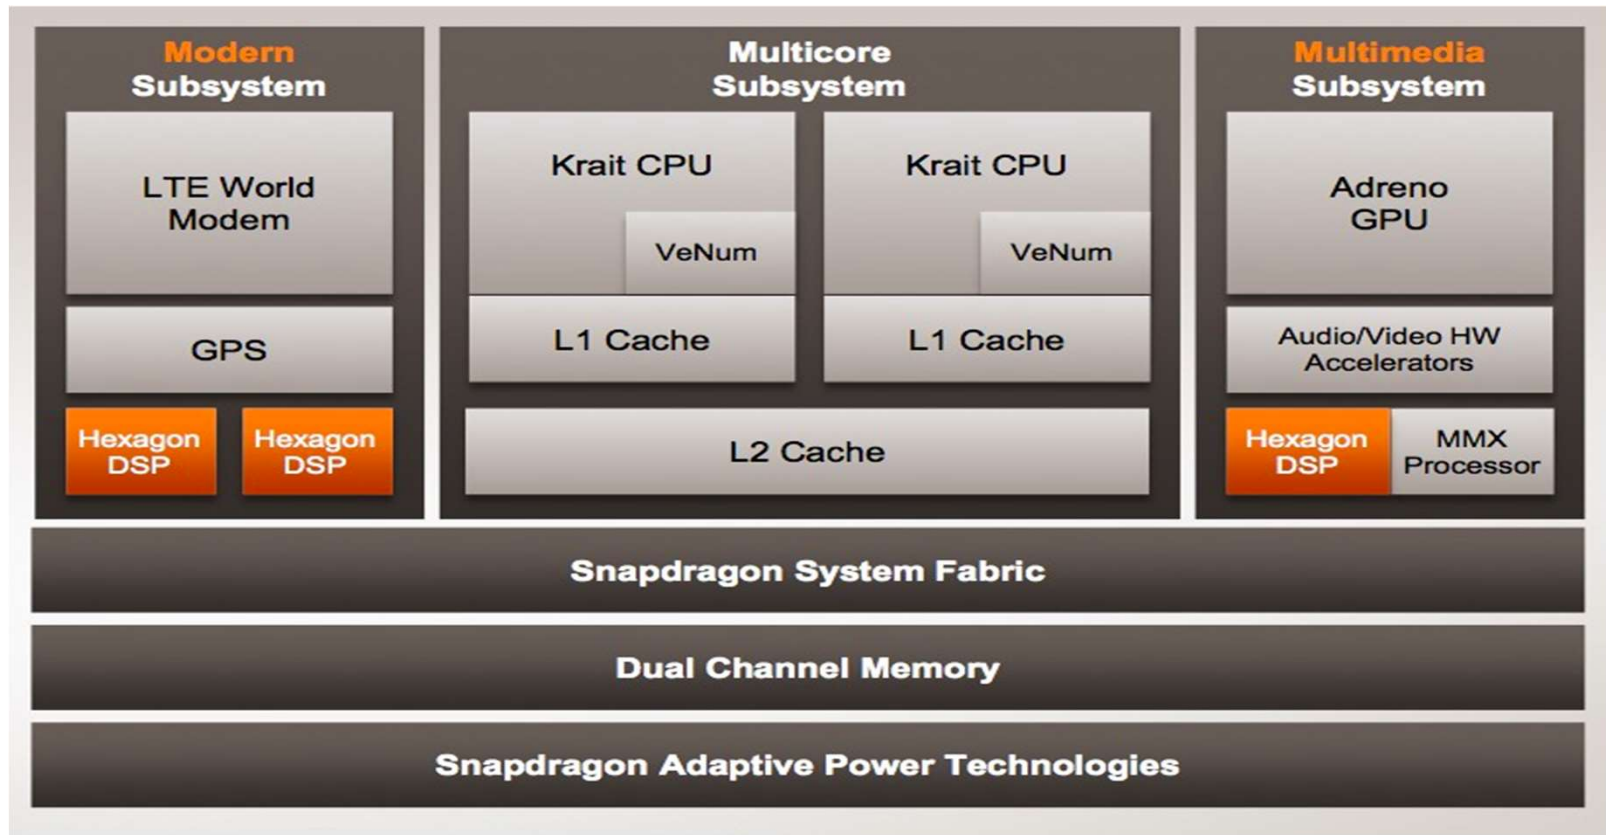 Modern
Subsystem
LTE World
Modem
GPS
Hexagon
DSP
Hexagon
DSP
Multicore
Subsystem
Krait CPU
VeNum
L1 Cache
Krait CPU
VeNum
L1 Cache
L2 Cache
Multimedia
Subsystem
Adreno
GPU
Audio/Video HW
Accelerators
Hexagon
DSP
MMX
Processor
Snapdragon System Fabric
Dual Channel Memory
Snapdragon Adaptive Power Technologies